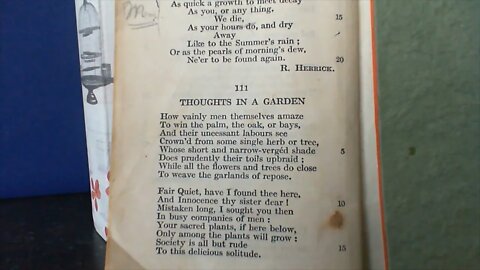 As quick a growth to meet decay
As you, or any thing.
We die, 15
As your hours do, and dry
Away
Like to the Summer's rain ;
Or as the pearls of morning's dew,
Ne'er to be found again. 20
R. HERRICK.
111
THOUGHTS IN A GARDEN
How vainly men themselves amaze
To win the palm, the oak, or bays,
And their uncessant labours see
Crown'd from some single herb or tree,
Whose short and narrow-vergéd shade 5
Does prudently their toils upbraid ;
While all the flowers and trees do close
To weave the garlands of repose.
Fair Quiet, have I found thee here,
And Innocence thy sister dear ! 10
Mistaken long, I sought you then
In busy companies of men :
Your sacred plants, if here below,
Only among the plants will grow :
Society is all but rude 15
To this delicious solitude.